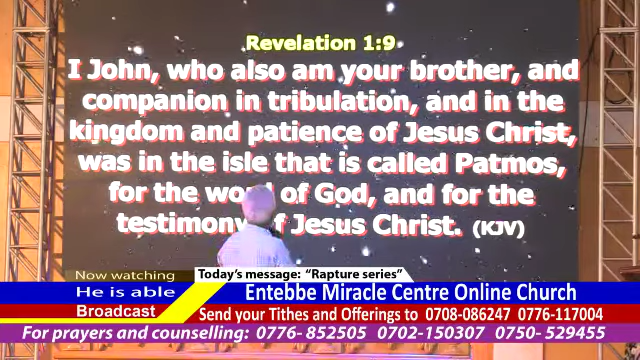 Revelation 1:9
I John, who also am your brother, and
companion in tribulation, and in the
kingdom and patience of Jesus Christ,
was in the isle that is called Patmos,
for the word of God, and for the
testimony of Jesus Christ. (KJV)
Now watching
Today's message: "Rapture series"
He is able
Entebbe Miracle Centre Online Church
Broadcast
Send your Tithes and Offerings to 0708-086247 0776-117004
For prayers and counselling: 0776- 852505 0702-150307 0750- 529455